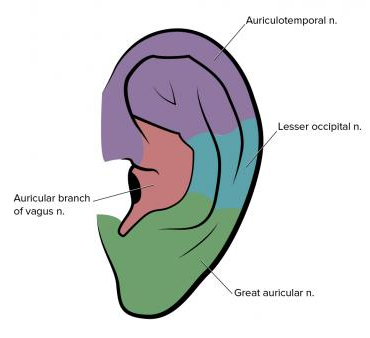 Auriculotemporal n.
Lesser occipital n.
Auricular branch
of vagus n.
Great auricular n.